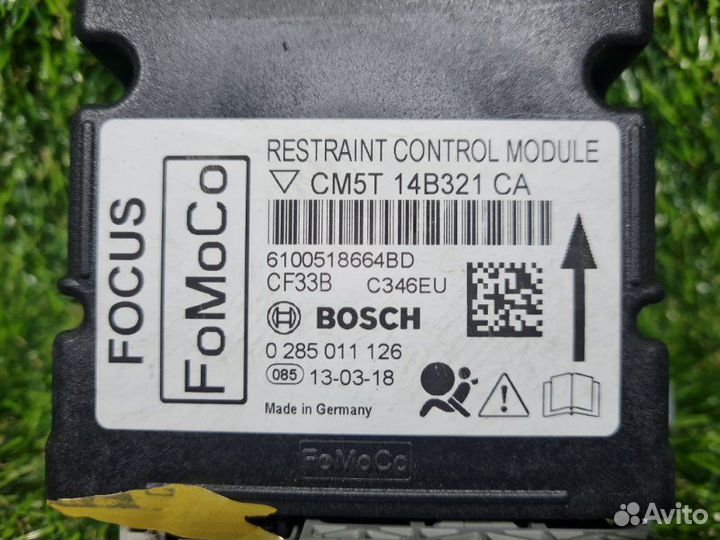 RESTRAINT CONTROL MODULE
CM5T 14B321 CA
6100518664BD
CF33B C346EU
BOSCH
0 285 011 126
085 13-03-18
Made in Germany
FOCUS
FoMoCo
FoMoCo
Avito